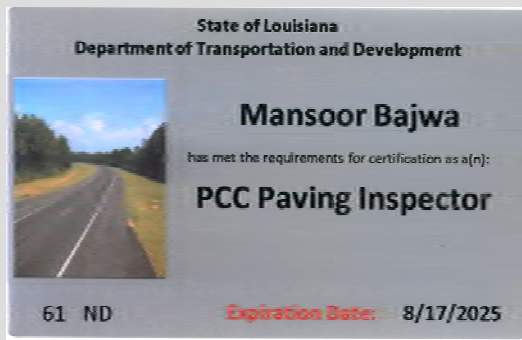 State of Louisiana
Department of Transportation and Development
Mansoor Bajwa
has met the requirements for certification as a(n):
PCC Paving Inspector
61 ND
Expiration Date: 8/17/2025